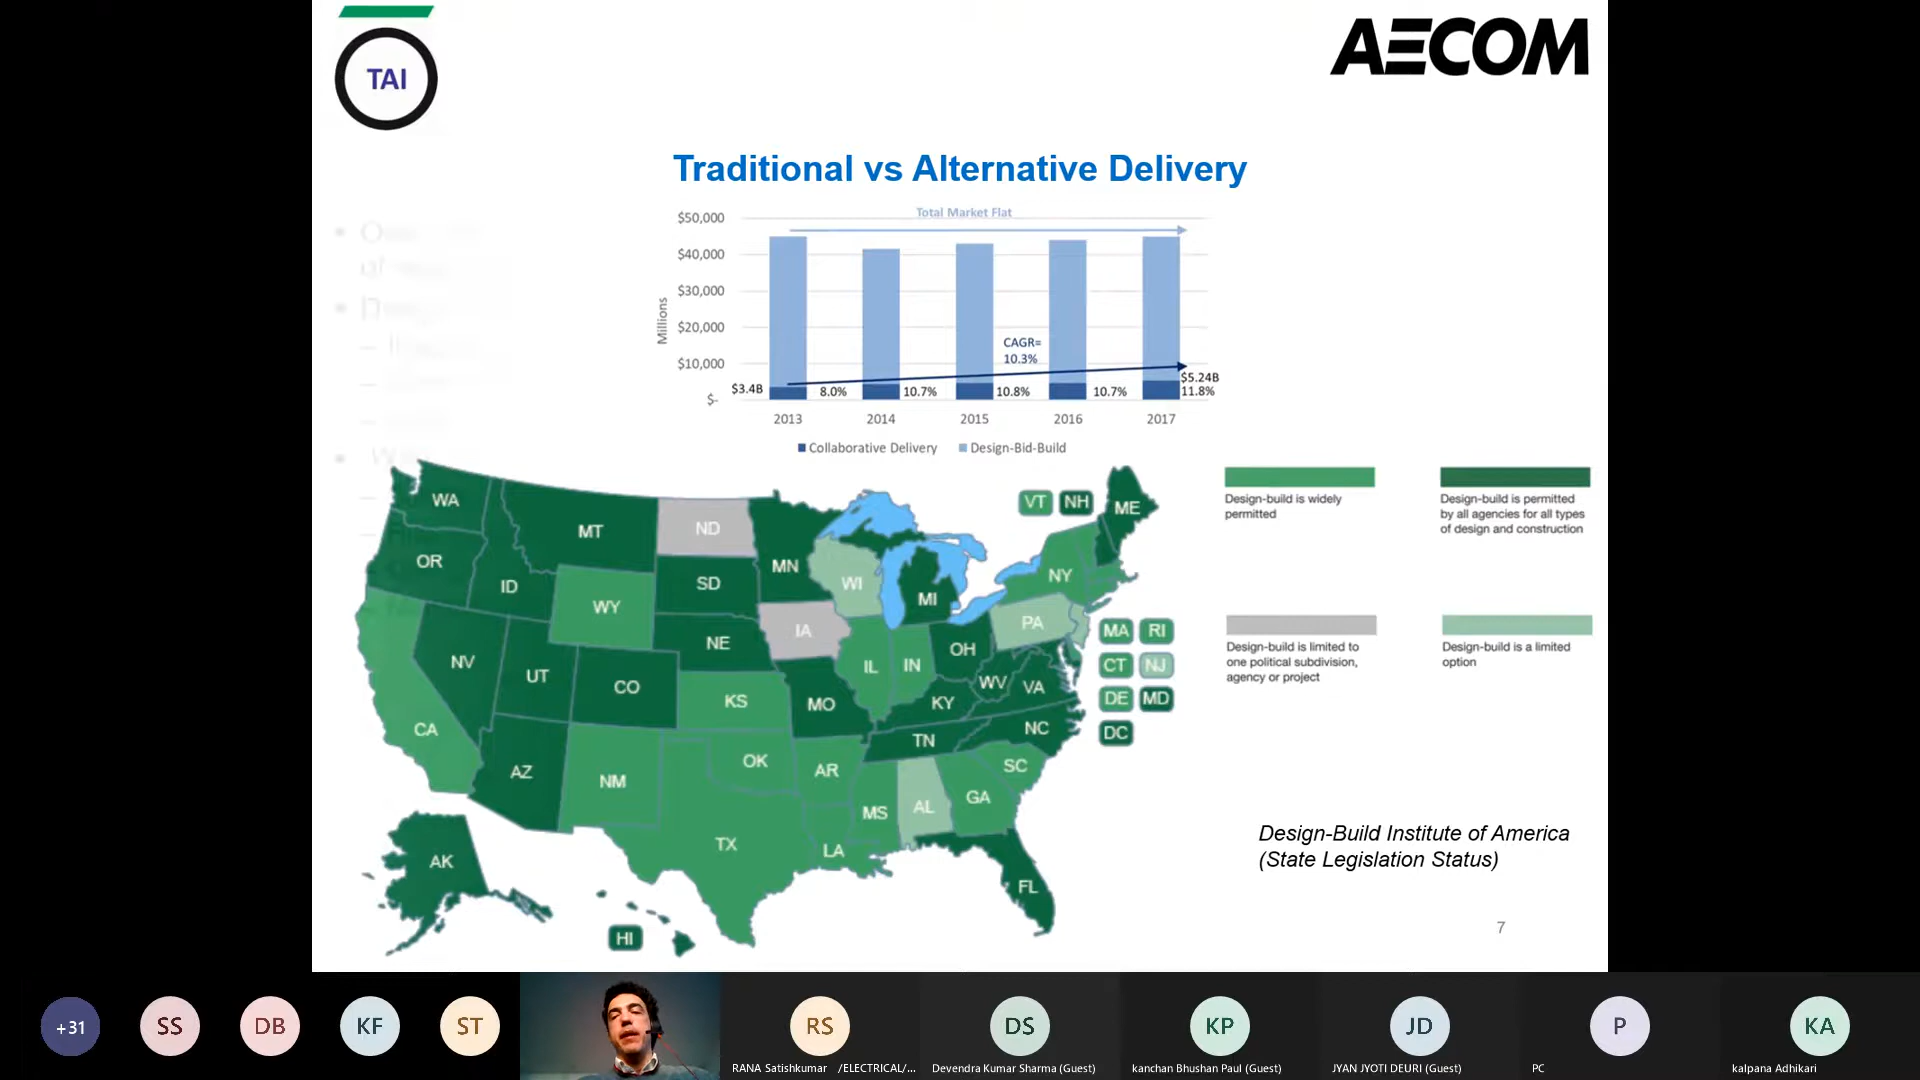 TAI
AECOM
Traditional vs Alternative Delivery
Total Market Flat
$50,000
$40,000
$30,000
$20,000
$10,000
$-
Millions
CAGR=
10.3%
$3.4B
8.0%
10.7%
10.8%
10.7%
$5.24B
11.8%
2013
2014
2015
2016
2017
Collaborative Delivery
Design-Bid-Build
WA
MT
ND
MN
VT
NH
ME
OR
ID
WY
SD
WI
MI
NY
NV
UT
CO
NE
IA
IL
IN
OH
PA
MA
RI
CT
NJ
DE
MD
DC
CA
AZ
NM
KS
OK
TX
MO
AR
LA
KY
WV
VA
TN
NC
SC
MS
AL
GA
FL
AK
HI
Design-build is widely
permitted
Design-build is permitted
by all agencies for all types
of design and construction
Design-build is limited to
one political subdivision,
agency or project
Design-build is a limited
option
Design-Build Institute of America
(State Legislation Status)
7
+31
SS
DB
KF
ST
RS
DS
KP
JD
P
KA
RANA Satishkumar /ELECTRICAL/...
Devendra Kumar Sharma (Guest)
kanchan Bhushan Paul (Guest)
JYAN JYOTI DEURI (Guest)
PC
kalpana Adhikari